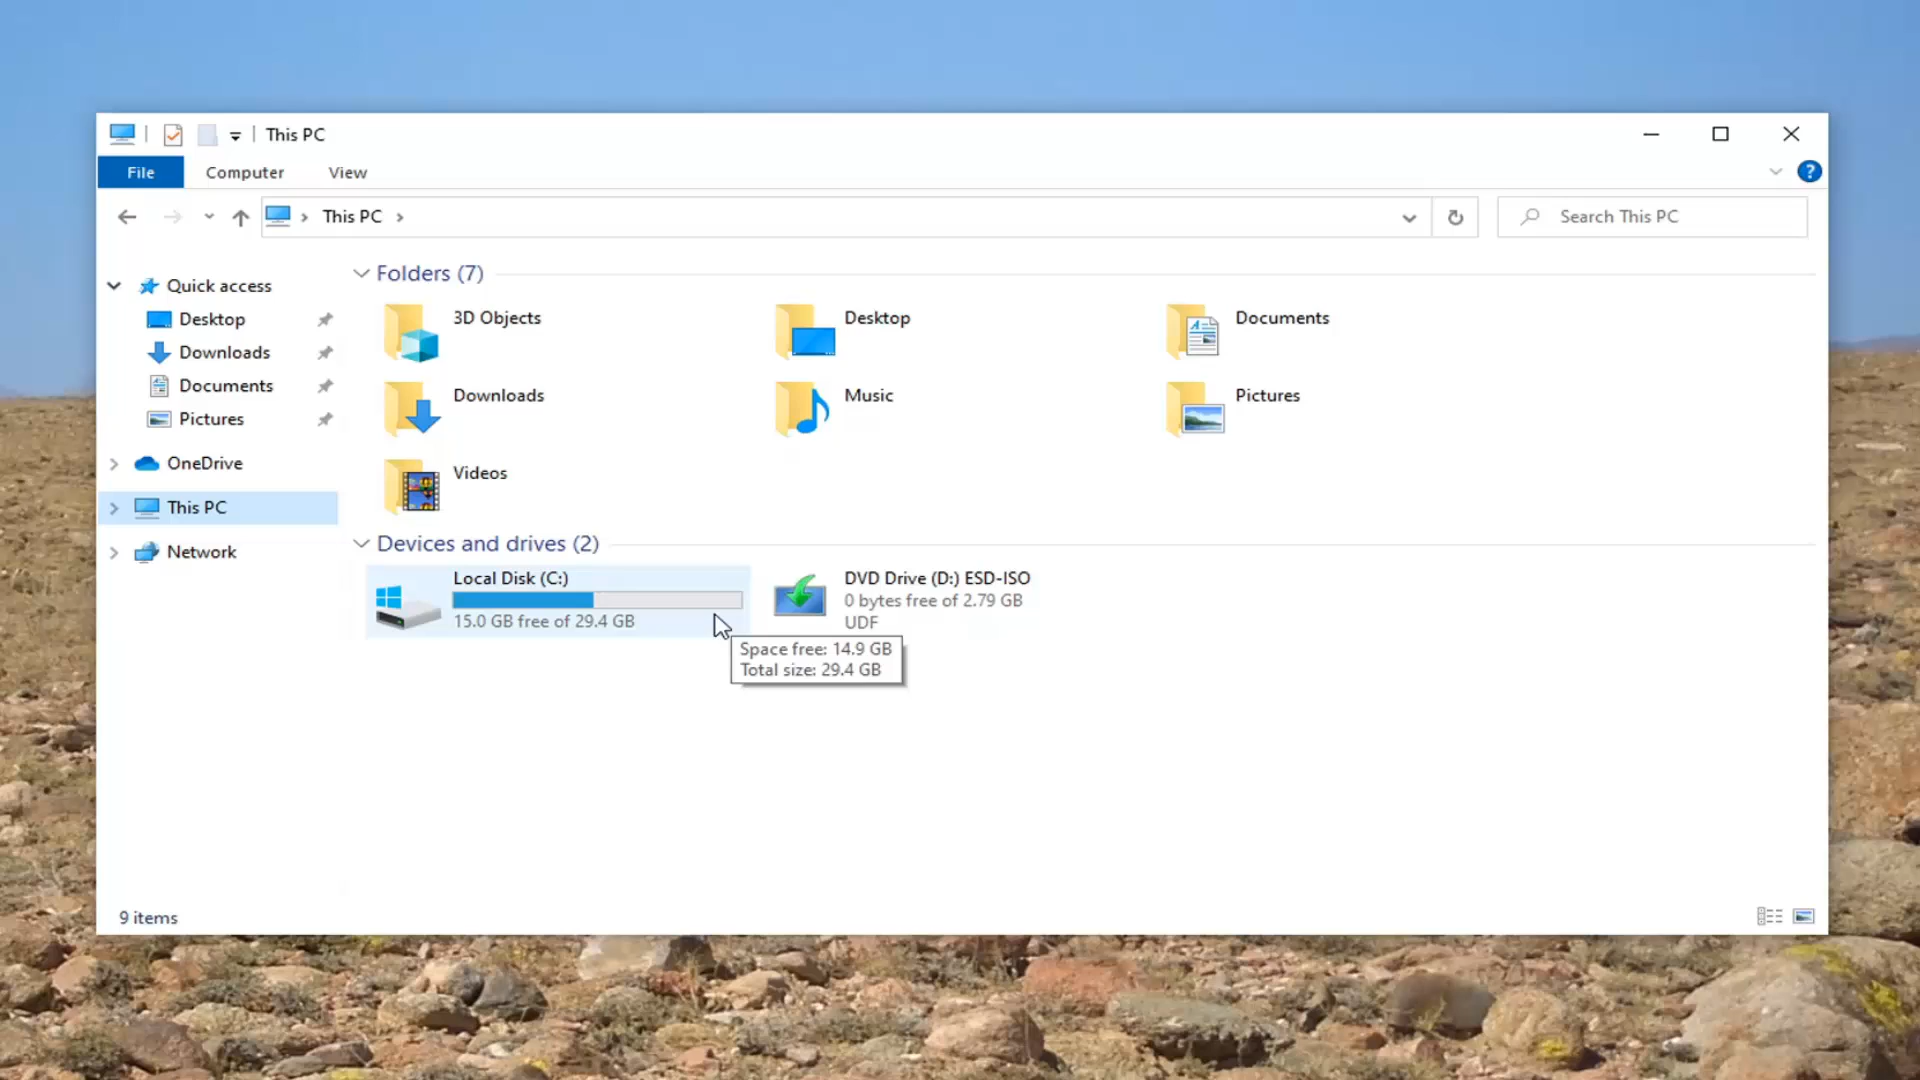 This PC
File
Computer
View
?
This PC
Search This PC
Quick access
Desktop
Downloads
Documents
Pictures
OneDrive
This PC
Network
Folders (7)
3D Objects
Desktop
Documents
Downloads
Music
Pictures
Videos
Devices and drives (2)
Local Disk (C:)
15.0 GB free of 29.4 GB
DVD Drive (D:) ESD-ISO
0 bytes free of 2.79 GB
UDF
Space free: 14.9 GB
Total size: 29.4 GB
9 items